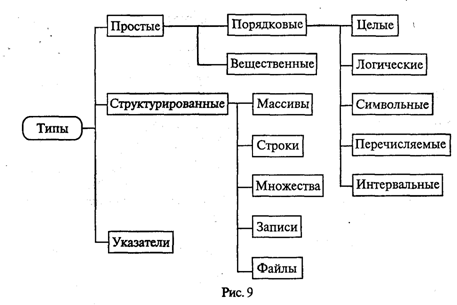 Простые
Порядковые
Целые
Вещественные
Логические
Структурированные
Массивы
Символьные
Типы
Строки
Перечисляемые
Множества
Интервальные
Указатели
Записи
Файлы
Рис. 9